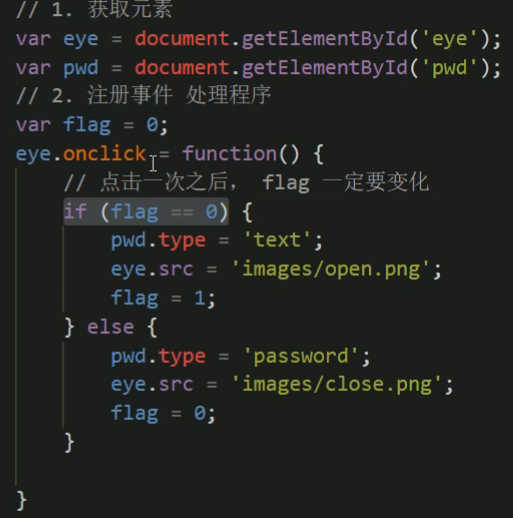 // 1. 获取元素
var eye = document.getElementById('eye');
var pwd = document.getElementById('pwd');
// 2. 注册事件 处理程序
var flag = 0;
eye.onclick = function() {
    // 点击一次之后， flag 一定要变化
    if (flag == 0) {
        pwd.type = 'text';
        eye.src = 'images/open.png';
        flag = 1;
    } else {
        pwd.type = 'password';
        eye.src = 'images/close.png';
        flag = 0;
    }
}